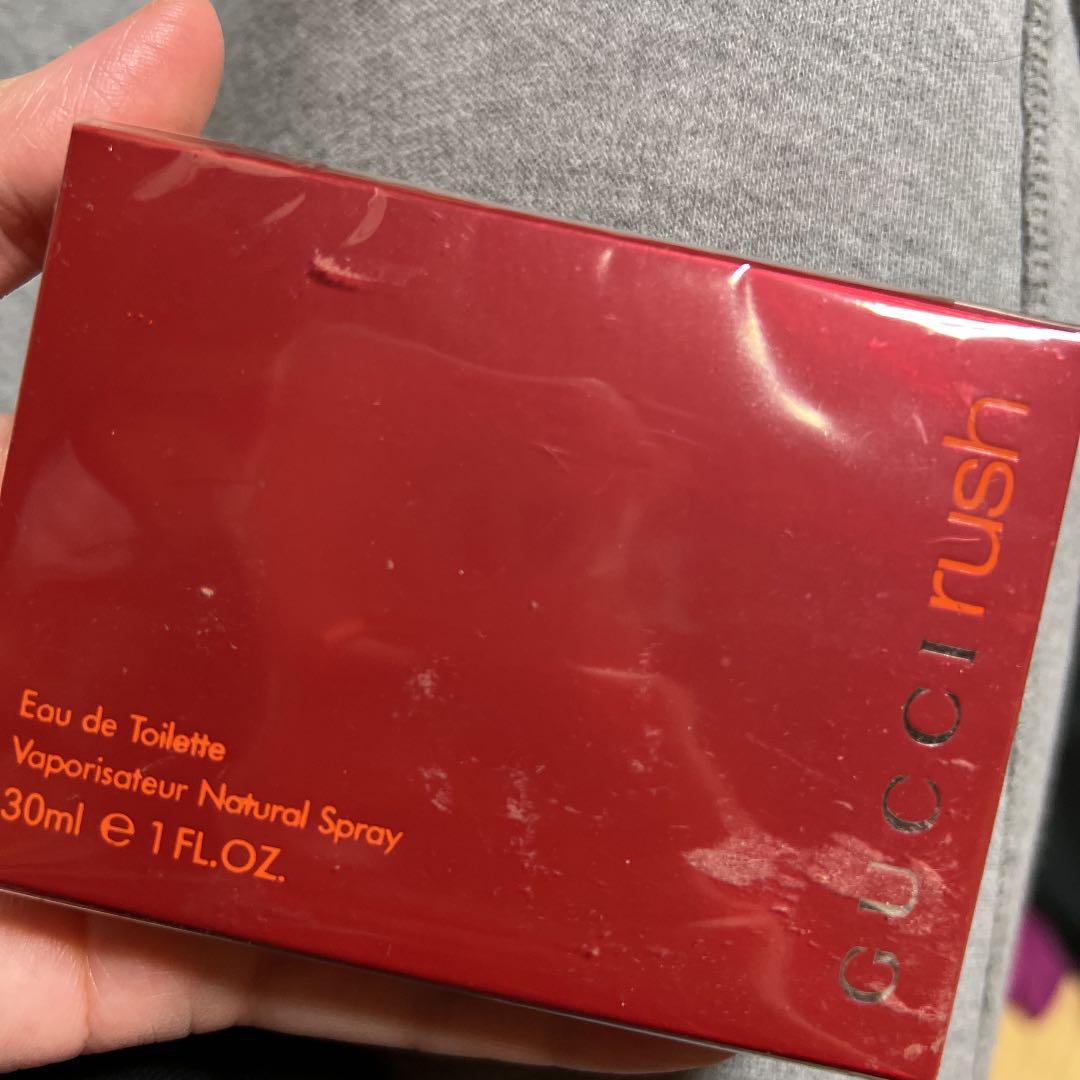 GUCCI rush
Eau de Toilette
Vaporisateur Natural Spray
30ml e 1 FL.OZ.